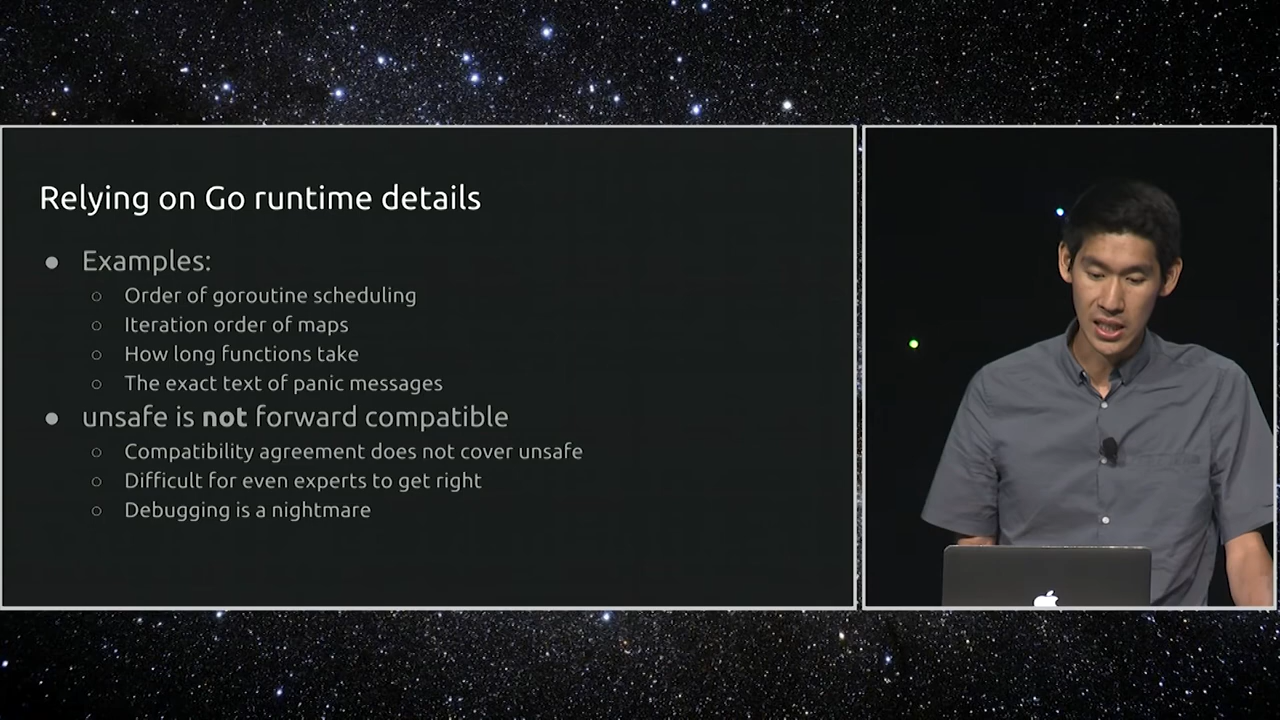 Relying on Go runtime details
● Examples:
○ Order of goroutine scheduling
○ Iteration order of maps
○ How long functions take
○ The exact text of panic messages
● unsafe is not forward compatible
○ Compatibility agreement does not cover unsafe
○ Difficult for even experts to get right
○ Debugging is a nightmare